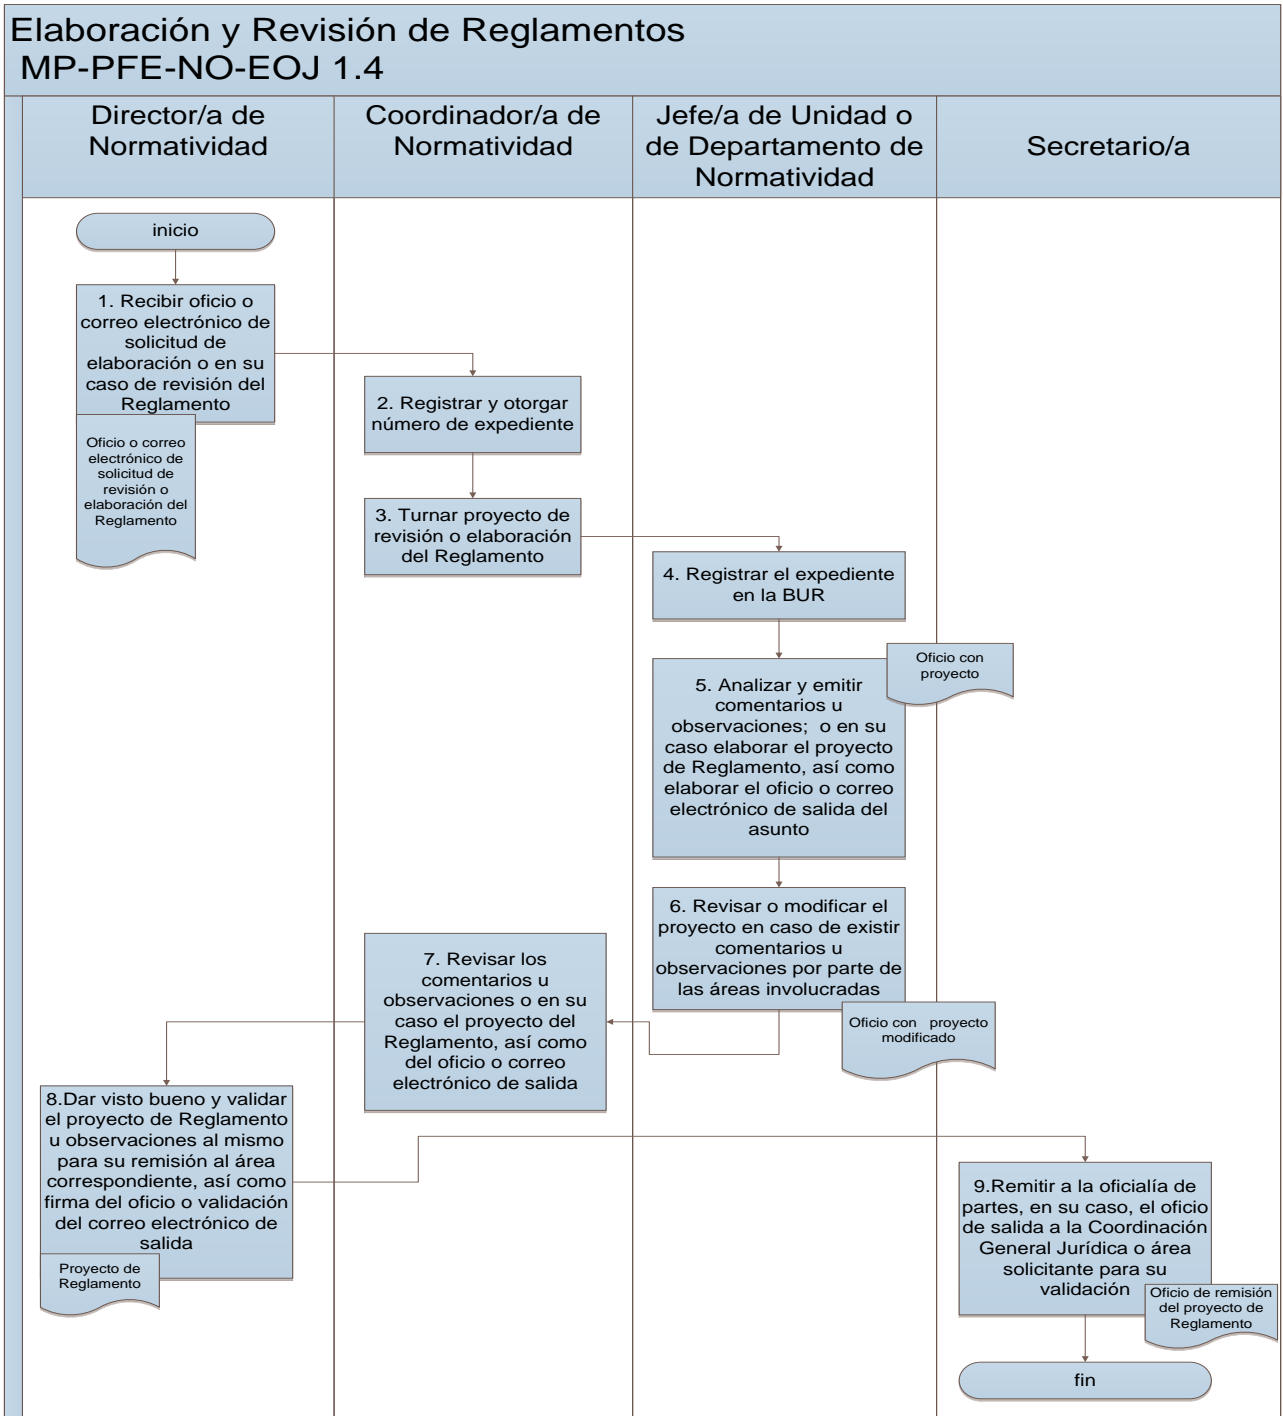 Elaboración y Revisión de Reglamentos
MP-PFE-NO-EOJ 1.4
Director/a de
Normatividad
Coordinador/a de
Normatividad
Jefe/a de Unidad o
de Departamento de
Normatividad
Secretario/a
inicio
1. Recibir oficio o
correo electrónico de
solicitud de
elaboración o en su
caso de revisión del
Reglamento
Oficio o correo
electrónico de
solicitud de
revisión o
elaboración del
Reglamento
2. Registrar y otorgar
número de expediente
3. Turnar proyecto de
revisión o elaboración
del Reglamento
4. Registrar el expediente
en la BUR
5. Analizar y emitir
comentarios u
observaciones; o en su
caso elaborar el proyecto
de Reglamento, así como
elaborar el oficio o correo
electrónico de salida del
asunto
Oficio con
proyecto
6. Revisar o modificar el
proyecto en caso de existir
comentarios u
observaciones por parte de
las áreas involucradas
Oficio con proyecto
modificado
7. Revisar los
comentarios u
observaciones o en su
caso el proyecto del
Reglamento, así como
del oficio o correo
electrónico de salida
8.Dar visto bueno y validar
el proyecto de Reglamento
u observaciones al mismo
para su remisión al área
correspondiente, así como
firma del oficio o validación
del correo electrónico de
salida
Proyecto de
Reglamento
9.Remitir a la oficialía de
partes, en su caso, el oficio
de salida a la Coordinación
General Jurídica o área
solicitante para su
validación
Oficio de remisión
del proyecto de
Reglamento
fin